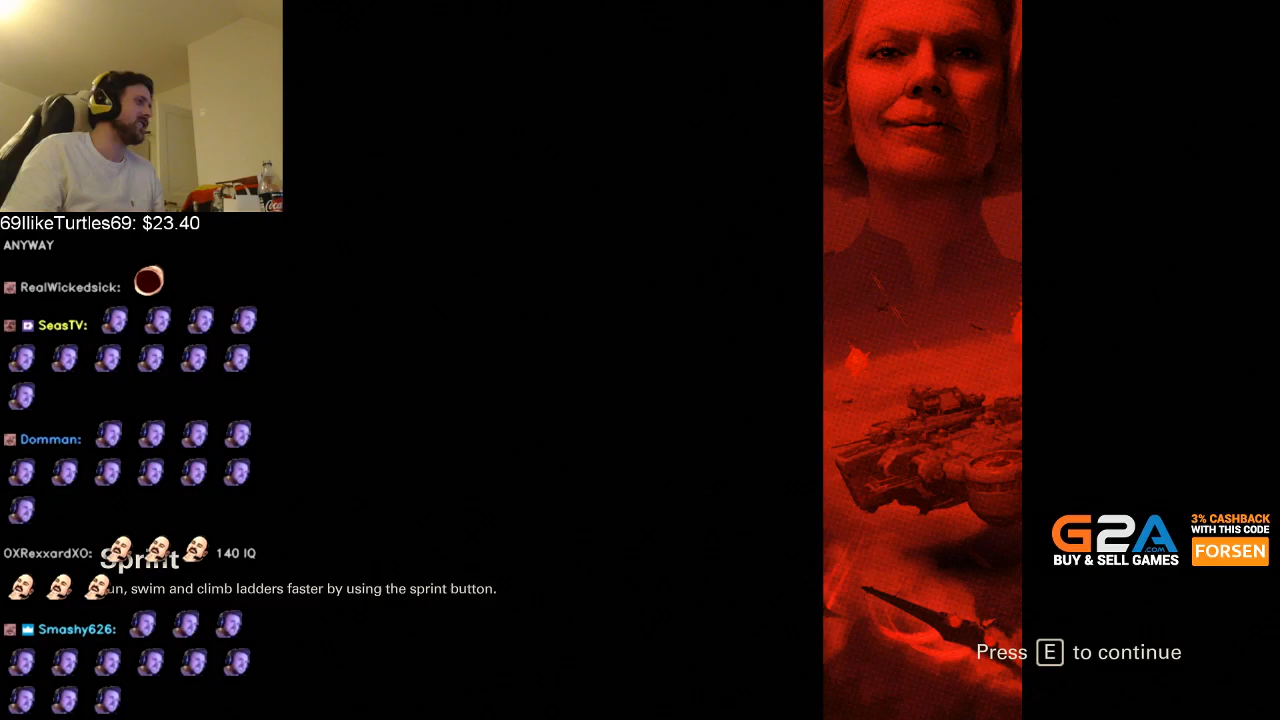 69IlikeTurtles69: $23.40
ANYWAY
RealWickedsick:
SeasTV:
Domman:
OXRexxardXO: 140 IQ
Sprint
un, swim and climb ladders faster by using the sprint button.
Smashy626:
G2A
.COM
BUY & SELL GAMES
3% CASHBACK
WITH THIS CODE
FORSEN
Press E to continue